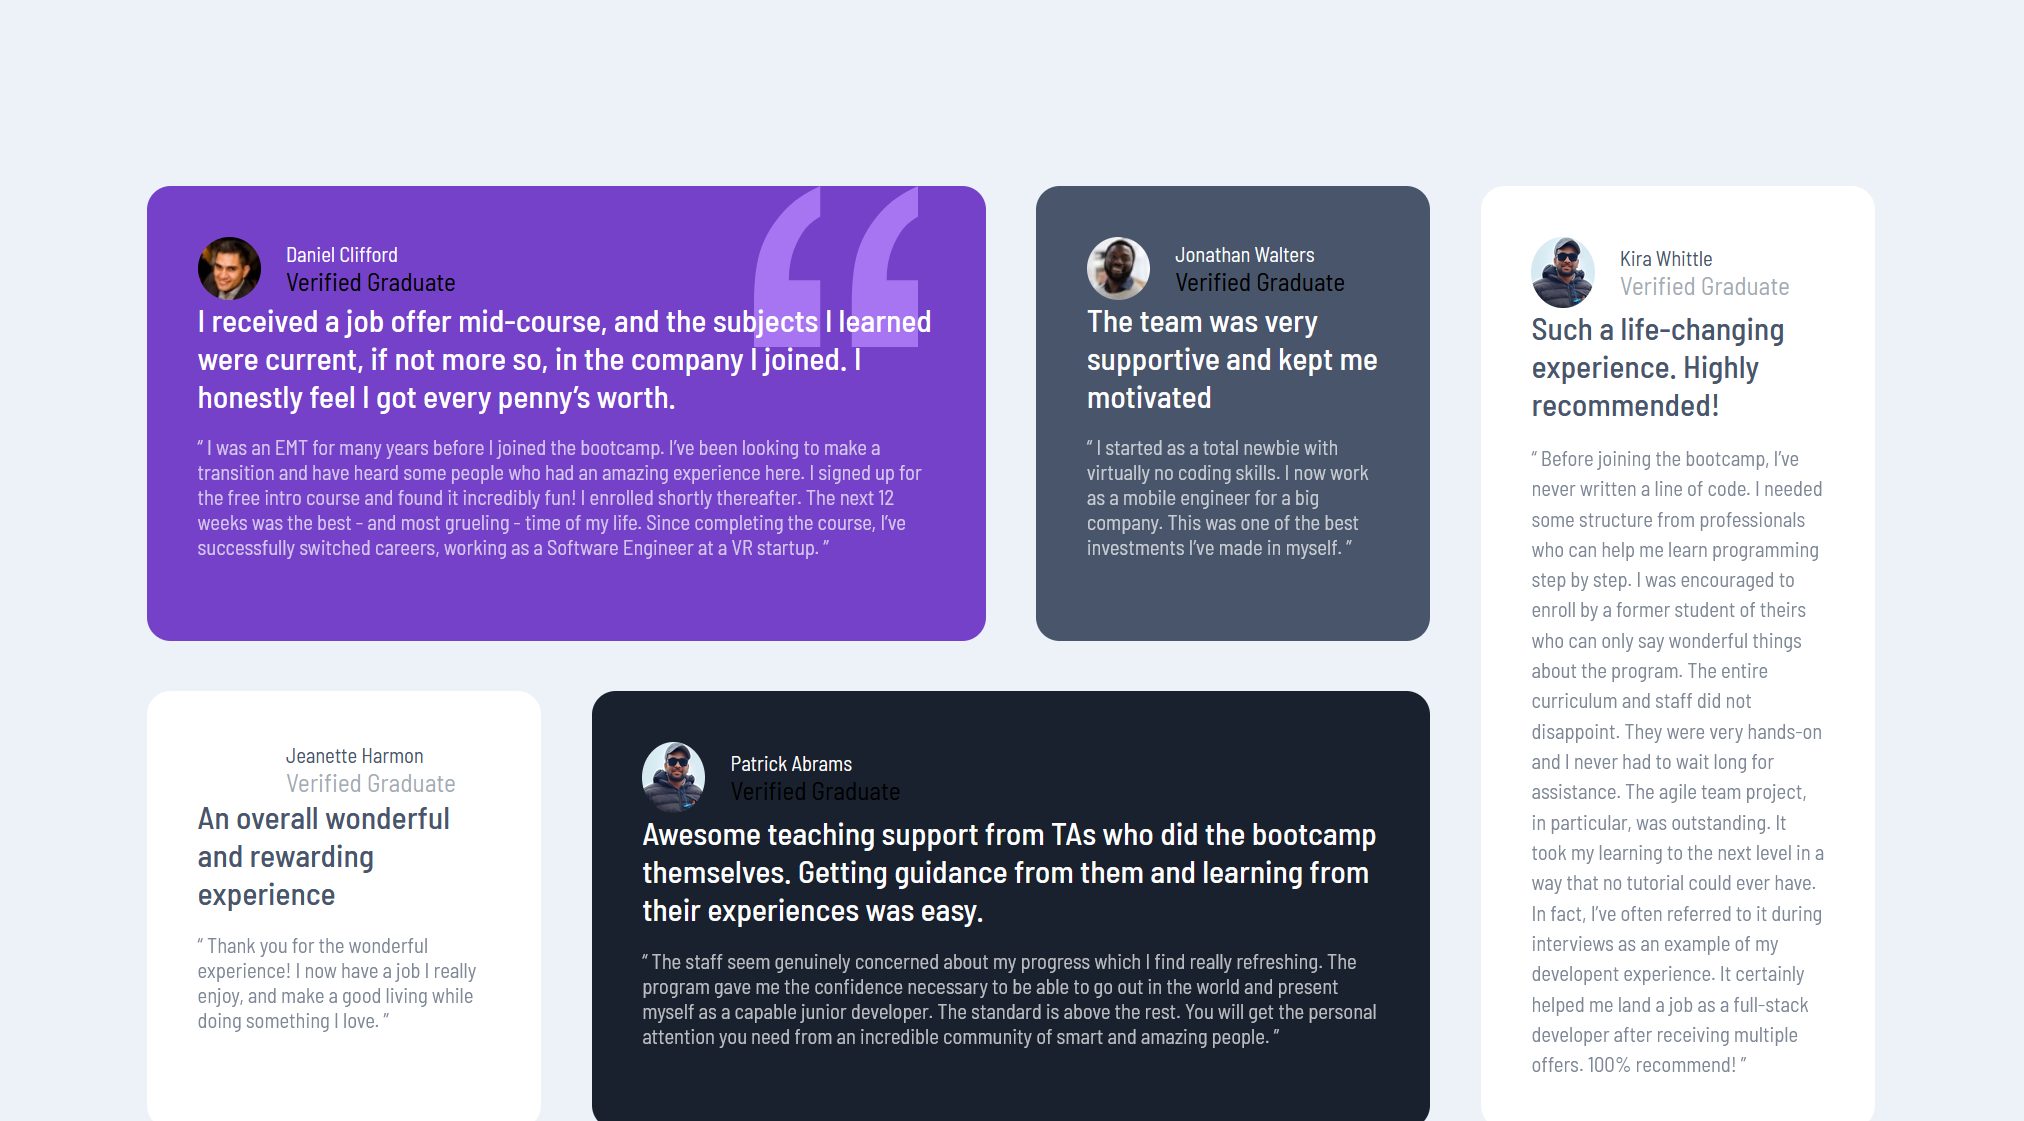 Daniel Clifford
Verified Graduate
I received a job offer mid-course, and the subjects I learned
were current, if not more so, in the company I joined. I
honestly feel I got every penny’s worth.
“ I was an EMT for many years before I joined the bootcamp. I’ve been looking to make a
transition and have heard some people who had an amazing experience here. I signed up for
the free intro course and found it incredibly fun! I enrolled shortly thereafter. The next 12
weeks was the best - and most grueling - time of my life. Since completing the course, I’ve
successfully switched careers, working as a Software Engineer at a VR startup. ”
Jonathan Walters
Verified Graduate
The team was very
supportive and kept me
motivated
“ I started as a total newbie with
virtually no coding skills. I now work
as a mobile engineer for a big
company. This was one of the best
investments I’ve made in myself. ”
Kira Whittle
Verified Graduate
Such a life-changing
experience. Highly
recommended!
“ Before joining the bootcamp, I’ve
never written a line of code. I needed
some structure from professionals
who can help me learn programming
step by step. I was encouraged to
enroll by a former student of theirs
who can only say wonderful things
about the program. The entire
curriculum and staff did not
disappoint. They were very hands-on
and I never had to wait long for
assistance. The agile team project,
in particular, was outstanding. It
took my learning to the next level in a
way that no tutorial could ever have.
In fact, I’ve often referred to it during
interviews as an example of my
developent experience. It certainly
helped me land a job as a full-stack
developer after receiving multiple
offers. 100% recommend! ”
Jeanette Harmon
Verified Graduate
An overall wonderful
and rewarding
experience
“ Thank you for the wonderful
experience! I now have a job I really
enjoy, and make a good living while
doing something I love. ”
Patrick Abrams
Verified Graduate
Awesome teaching support from TAs who did the bootcamp
themselves. Getting guidance from them and learning from
their experiences was easy.
“ The staff seem genuinely concerned about my progress which I find really refreshing. The
program gave me the confidence necessary to be able to go out in the world and present
myself as a capable junior developer. The standard is above the rest. You will get the personal
attention you need from an incredible community of smart and amazing people. ”